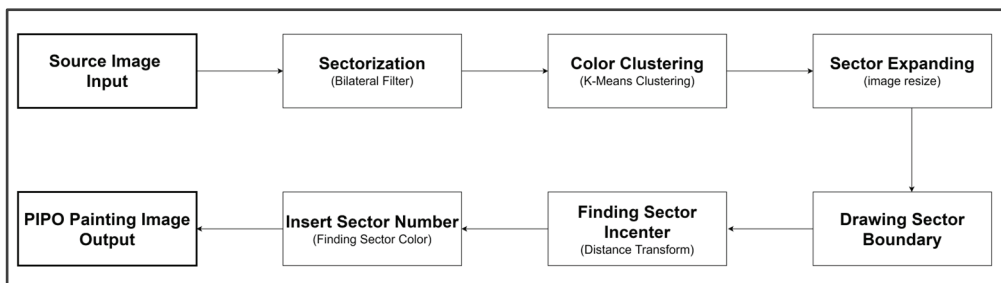 Source Image
Input
Sectorization
(Bilateral Filter)
Color Clustering
(K-Means Clustering)
Sector Expanding
(image resize)
PIPO Painting Image
Output
Insert Sector Number
(Finding Sector Color)
Finding Sector
Incenter
(Distance Transform)
Drawing Sector
Boundary